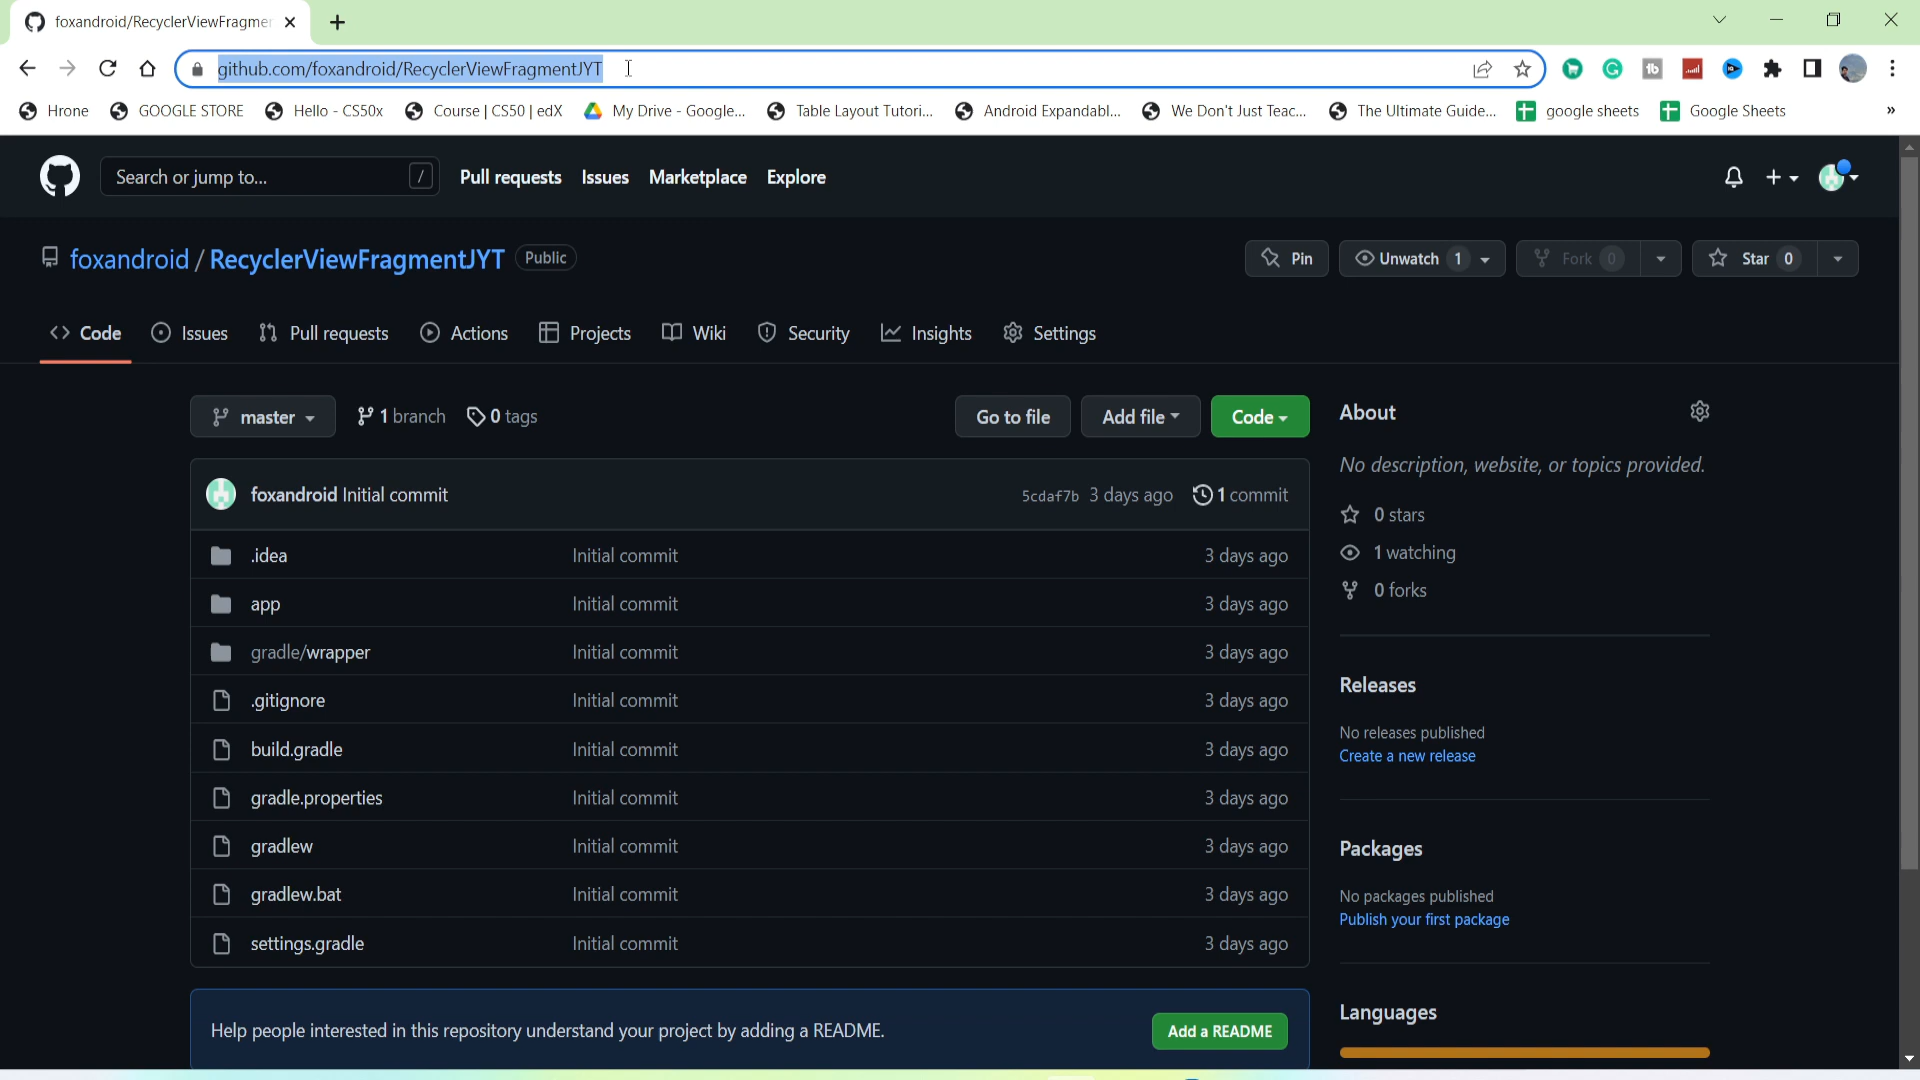 foxandroid/RecyclerViewFragmen
github.com/foxandroid/RecyclerViewFragmentJYT
Hrone GOOGLE STORE Hello - CS50x Course | CS50 | edX My Drive - Google... Table Layout Tutori... Android Expandabl... We Don't Just Teac... The Ultimate Guide... google sheets Google Sheets »
Search or jump to... / Pull requests Issues Marketplace Explore
foxandroid / RecyclerViewFragmentJYT Public Pin Unwatch 1 Fork 0 Star 0
Code Issues Pull requests Actions Projects Wiki Security Insights Settings
master 1 branch 0 tags Go to file Add file Code
foxandroid Initial commit 5cdaf7b 3 days ago 1 commit
.idea Initial commit 3 days ago
app Initial commit 3 days ago
gradle/wrapper Initial commit 3 days ago
.gitignore Initial commit 3 days ago
build.gradle Initial commit 3 days ago
gradle.properties Initial commit 3 days ago
gradlew Initial commit 3 days ago
gradlew.bat Initial commit 3 days ago
settings.gradle Initial commit 3 days ago
Help people interested in this repository understand your project by adding a README. Add a README
About
No description, website, or topics provided.
0 stars
1 watching
0 forks
Releases
No releases published
Create a new release
Packages
No packages published
Publish your first package
Languages